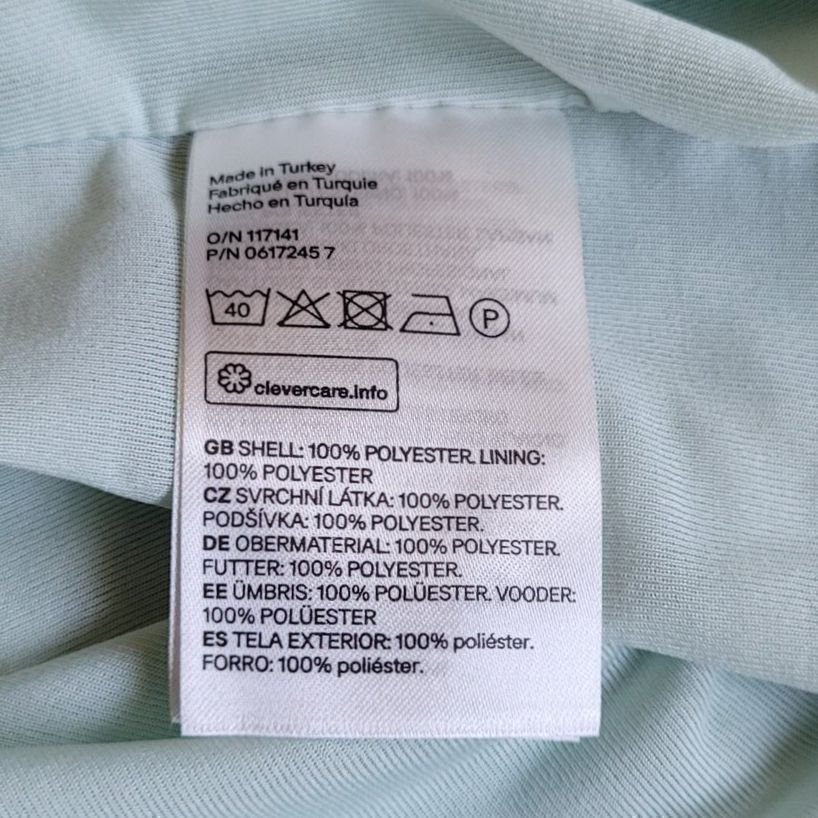 Made in Turkey
Fabriqué en Turquie
Hecho en Turquía
O/N 117141
P/N 0617245 7
40
P
clevercare.info
GB SHELL: 100% POLYESTER. LINING:
100% POLYESTER
CZ SVRCHNÍ LÁTKA: 100% POLYESTER.
PODŠÍVKA: 100% POLYESTER.
DE OBERMATERIAL: 100% POLYESTER.
FUTTER: 100% POLYESTER.
EE ÜMBRIS: 100% POLÜESTER. VOODER:
100% POLÜESTER
ES TELA EXTERIOR: 100% poliéster.
FORRO: 100% poliéster.